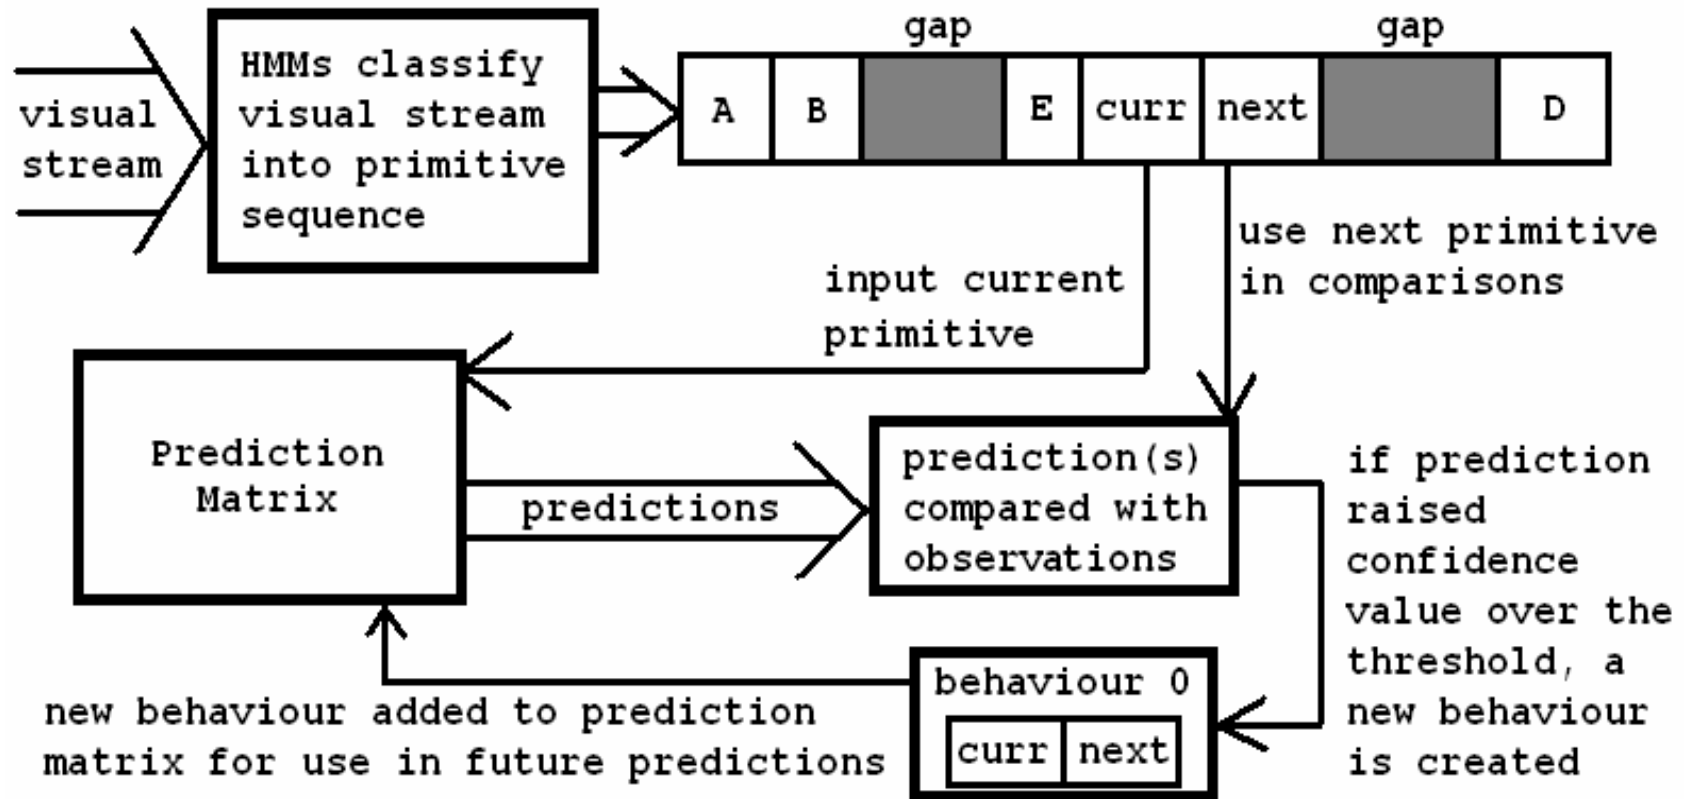 visual
stream
HMMs classify
visual stream
into primitive
sequence
gap
gap
A B E curr next D
input current
primitive
use next primitive
in comparisons
Prediction
Matrix
predictions
prediction(s)
compared with
observations
if prediction
raised
confidence
value over the
threshold, a
new behaviour
is created
behaviour 0
curr next
new behaviour added to prediction
matrix for use in future predictions